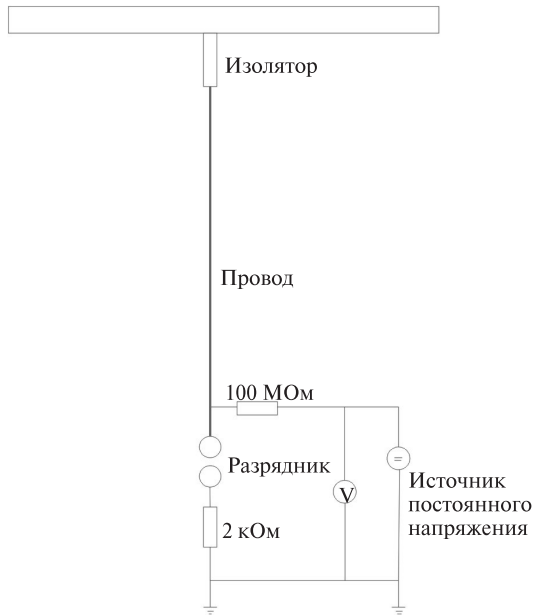 Изолятор
Провод
100 МОм
Разрядник
V
=
Источник
постоянного
напряжения
2 кОм